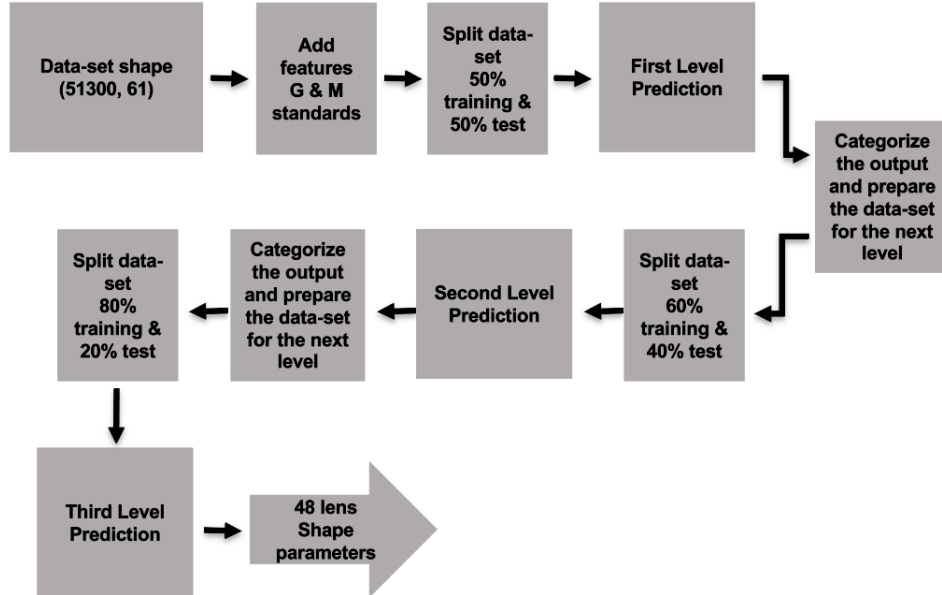 Data-set shape
(51300, 61)
Add
features
G & M
standards
Split data-
set
50%
training &
50% test
First Level
Prediction
Categorize
the output
and prepare
the data-set
for the next
level
Split data-
set
60%
training &
40% test
Second Level
Prediction
Categorize
the output
and prepare
the data-set
for the next
level
Split data-
set
80%
training &
20% test
Third Level
Prediction
48 lens
Shape
parameters